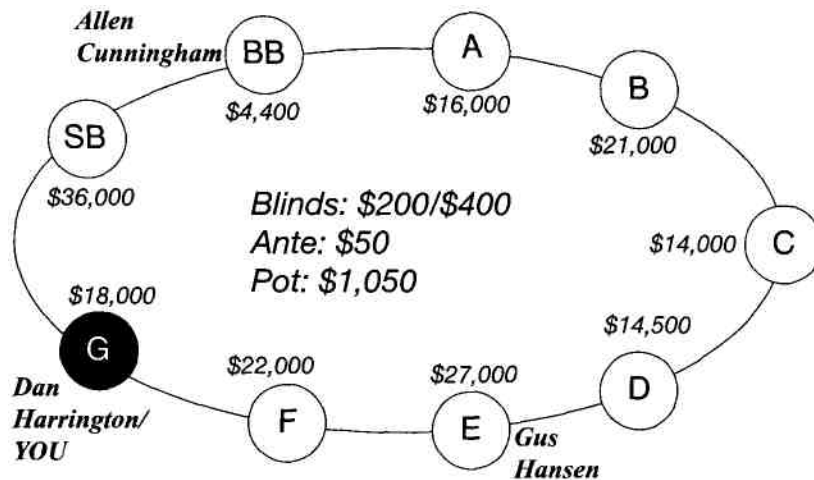 Allen
Cunningham
BB
$4,400
A
$16,000
B
$21,000
SB
$36,000
Blinds: $200/$400
Ante: $50
Pot: $1,050
$14,000
C
$18,000
G
Dan
Harrington/
YOU
$22,000
F
$27,000
E
Gus
Hansen
$14,500
D